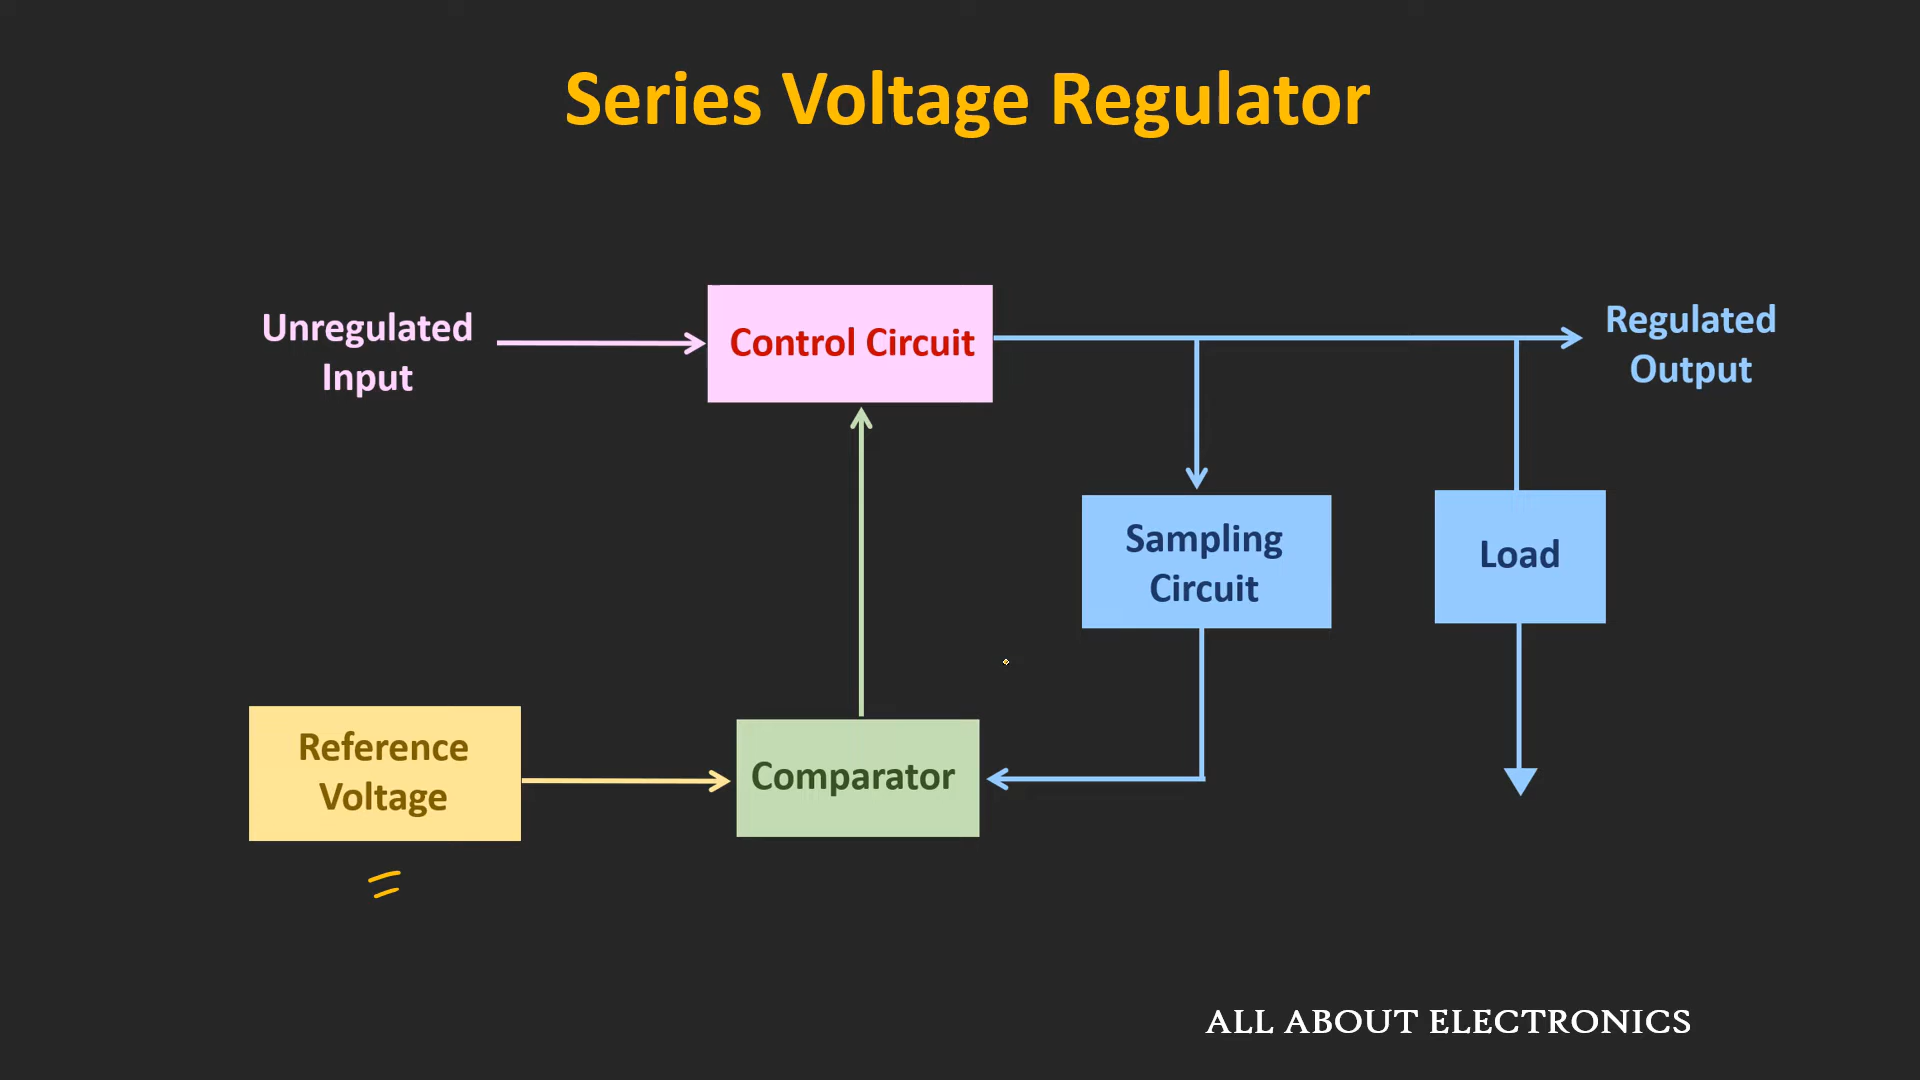 Series Voltage Regulator
Unregulated
Input
Control Circuit
Regulated
Output
Sampling
Circuit
Load
Reference
Voltage
Comparator
ALL ABOUT ELECTRONICS